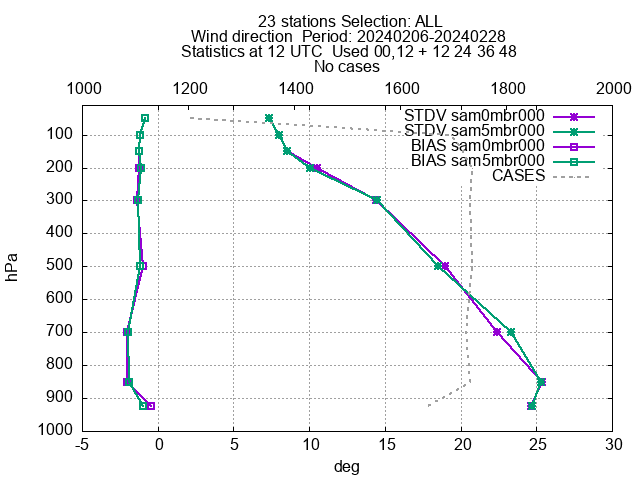 23 stations Selection: ALL
Wind direction  Period: 20240206-20240228
Statistics at 12 UTC  Used 00,12 + 12 24 36 48
No cases
1000 1200 1400 1600 1800 2000
STDV sam0mbr000
STDV sam5mbr000
BIAS sam0mbr000
BIAS sam5mbr000
CASES
100
200
300
400
500
600
700
800
900
1000
hPa
-5 0 5 10 15 20 25 30
deg